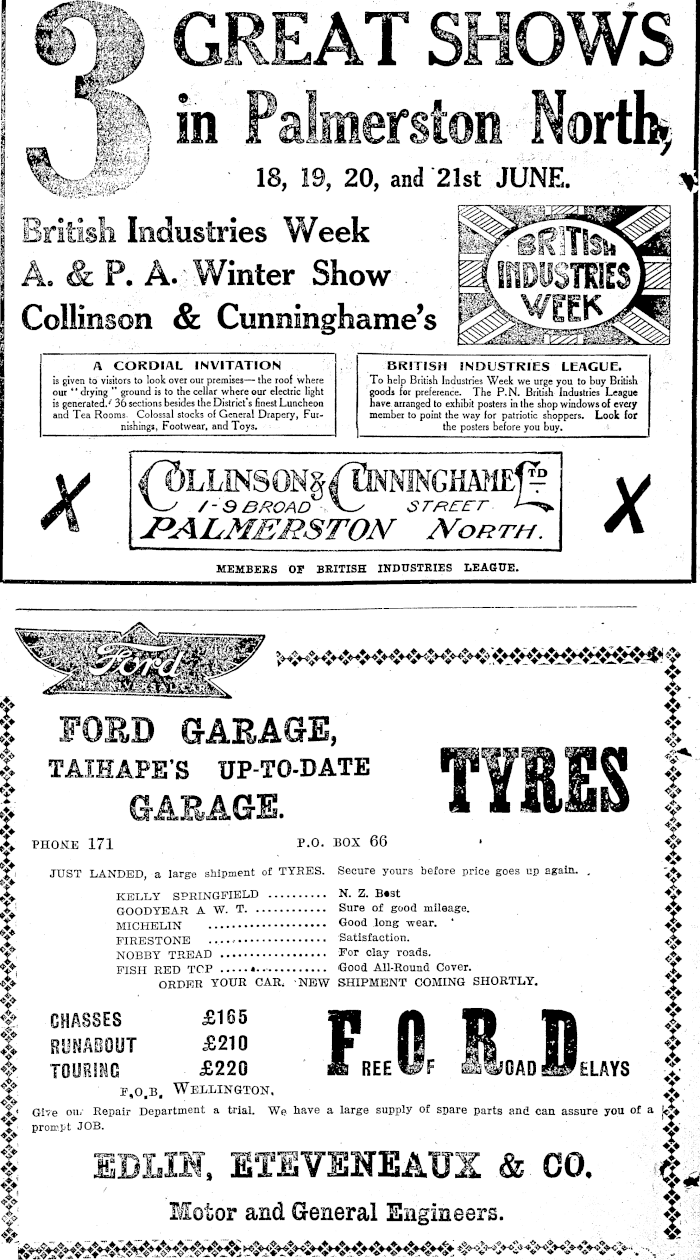 3 GREAT SHOWS
in Palmerston North,
18, 19, 20, and 21st JUNE.
British Industries Week
A. & P. A. Winter Show
Collinson & Cunninghame's
BRITISH
INDUSTRIES
WEEK
A CORDIAL INVITATION
is given to visitors to look over our premises—the roof where
our "drying" ground is to the cellar where our electric light
is generated. 36 sections besides the District's finest Luncheon
and Tea Rooms. Colossal stocks of General Drapery, Fur-
nishings, Footwear, and Toys.
BRITISH INDUSTRIES LEAGUE.
To help British Industries Week we urge you to buy British
goods for preference. The P.N. British Industries League
have arranged to exhibit posters in the shop windows of every
member to point the way for patriotic shoppers. Look for
the posters before you buy.
X
COLLINSON & CUNNINGHAME LTD
1-9 BROAD STREET
PALMERSTON NORTH.
X
MEMBERS OF BRITISH INDUSTRIES LEAGUE.
Ford
FORD GARAGE,
TAIHAPE'S UP-TO-DATE
GARAGE.
TYRES
PHONE 171 P.O. BOX 66
JUST LANDED, a large shipment of TYRES. Secure yours before price goes up again.
KELLY SPRINGFIELD .......... N. Z. Best
GOODYEAR A W. T. ............ Sure of good mileage.
MICHELIN .................... Good long wear.
FIRESTONE .................... Satisfaction.
NOBBY TREAD .................. For clay roads.
FISH RED TOP .................. Good All-Round Cover.
ORDER YOUR CAR. NEW SHIPMENT COMING SHORTLY.
CHASSES £165
RUNABOUT £210
TOURING £220
F.O.B. WELLINGTON.
FREE OF ROAD DELAYS
Give our Repair Department a trial. We have a large supply of spare parts and can assure you of a
prompt JOB.
EDLIN, ETEVENEAUX & CO.
Motor and General Engineers.